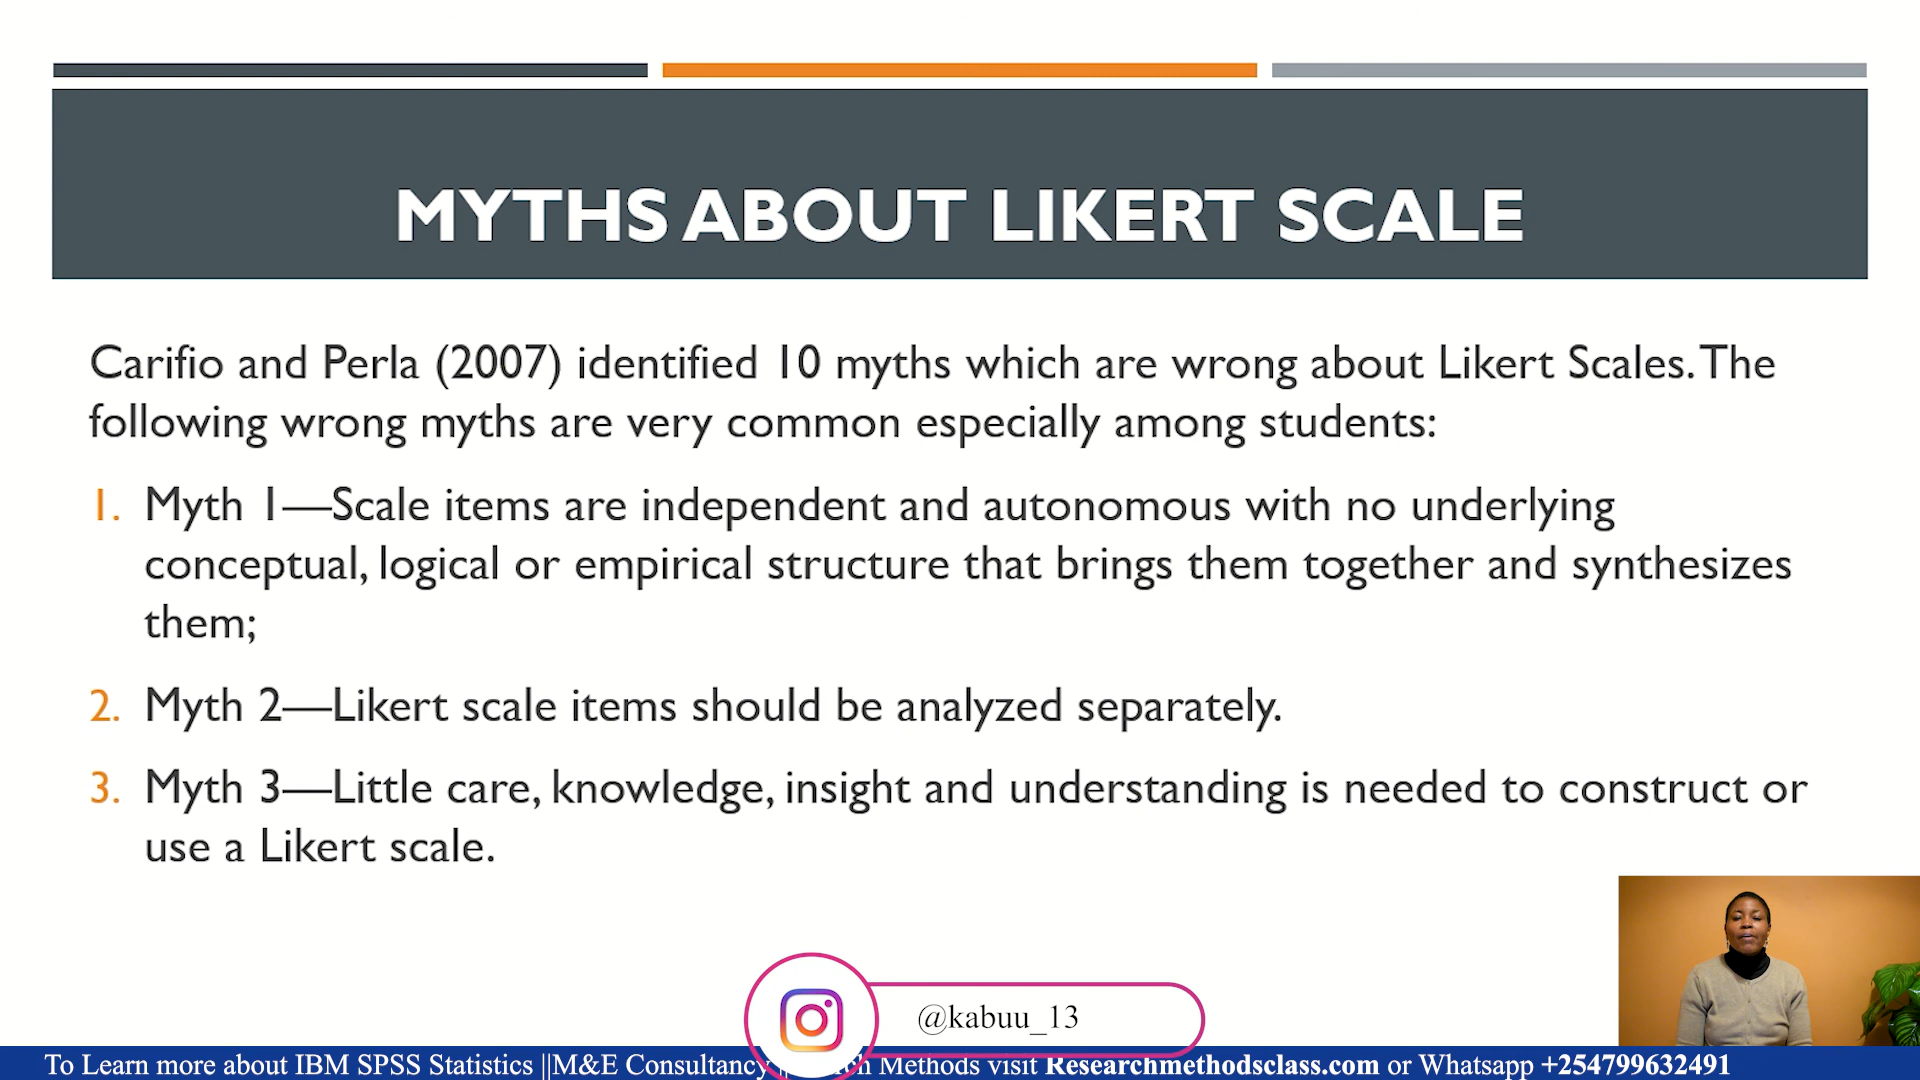 MYTHS ABOUT LIKERT SCALE
Carifio and Perla (2007) identified 10 myths which are wrong about Likert Scales. The
following wrong myths are very common especially among students:
1. Myth 1—Scale items are independent and autonomous with no underlying
conceptual, logical or empirical structure that brings them together and synthesizes
them;
2. Myth 2—Likert scale items should be analyzed separately.
3. Myth 3—Little care, knowledge, insight and understanding is needed to construct or
use a Likert scale.
@kabuu_13
To Learn more about IBM SPSS Statistics ||M&E Consultancy Methods visit Researchmethodsclass.com or Whatsapp +254799632491